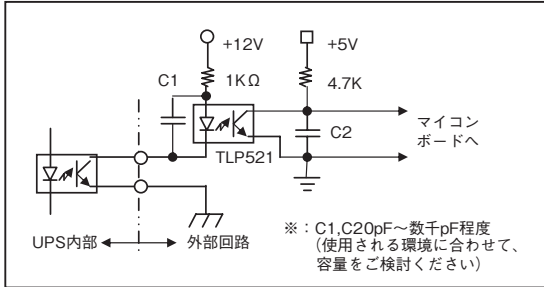 +12V
+5V
C1
1KΩ
4.7K
TLP521
C2
マイコン
ボードへ
UPS内部
外部回路
※：C1,C20pF～数千pF程度
（使用される環境に合わせて、
容量をご検討ください）